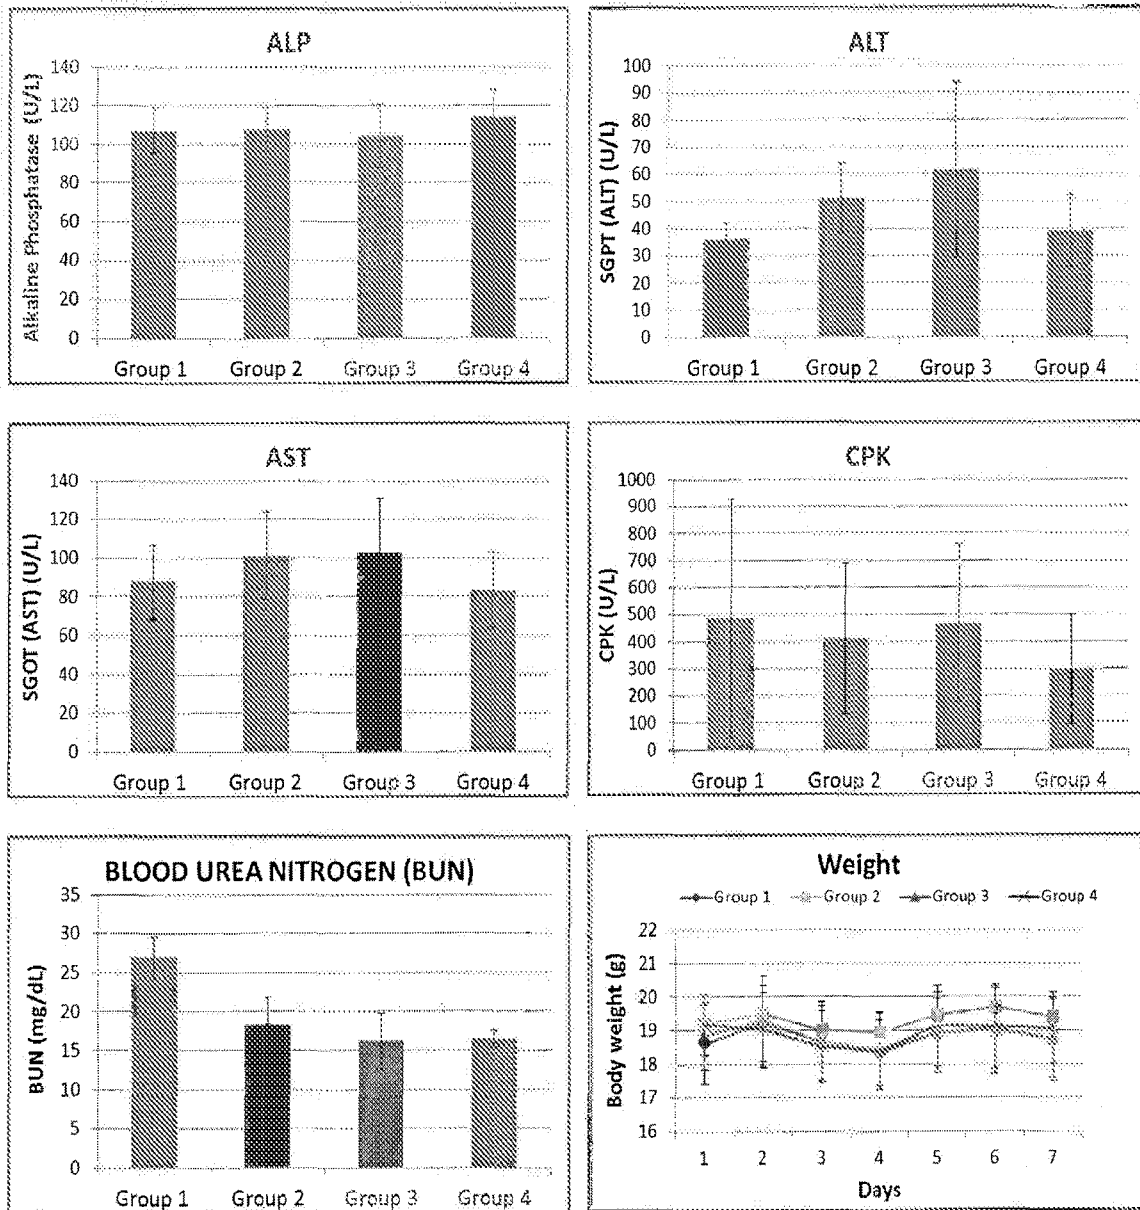 ALP
Alkaline Phosphatase (U/L)
140
120
100
80
60
40
20
0
Group 1 Group 2 Group 3 Group 4
ALT
SGPT (ALT) (U/L)
100
90
80
70
60
50
40
30
20
10
0
Group 1 Group 2 Group 3 Group 4
AST
SGOT (AST) (U/L)
140
120
100
80
60
40
20
0
Group 1 Group 2 Group 3 Group 4
CPK
CPK (U/L)
1000
900
800
700
600
500
400
300
200
100
0
Group 1 Group 2 Group 3 Group 4
BLOOD UREA NITROGEN (BUN)
BUN (mg/dL)
35
30
25
20
15
10
5
0
Group 1 Group 2 Group 3 Group 4
Weight
Group 1 Group 2 Group 3 Group 4
Body weight (g)
22
21
20
19
18
17
16
1 2 3 4 5 6 7
Days